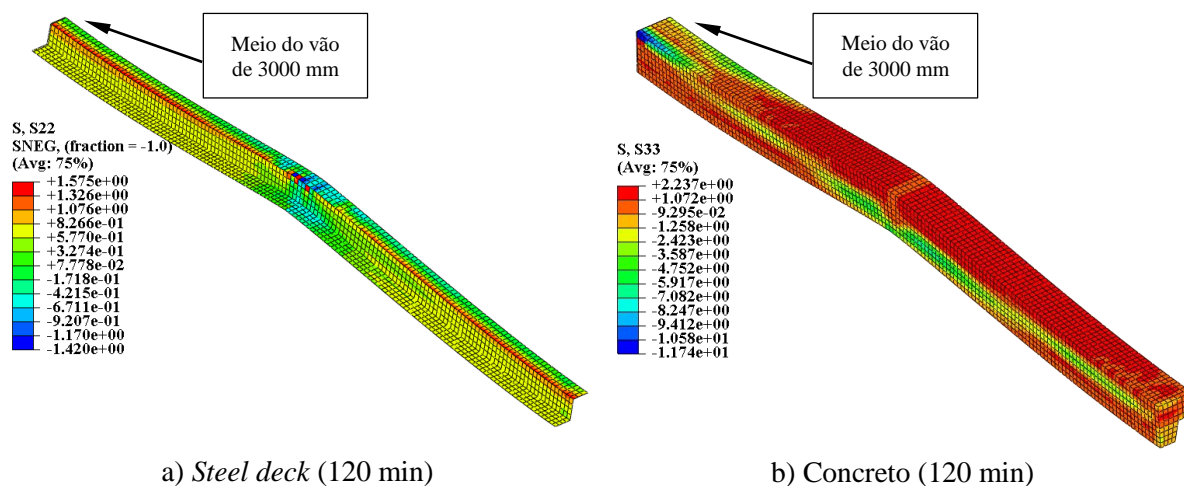 Meio do vão
de 3000 mm
S, S22
SNEG, (fraction = -1.0)
(Avg: 75%)
+1.575e+00
+1.326e+00
+1.076e+00
+8.266e-01
+5.770e-01
+3.274e-01
+7.778e-02
-1.718e-01
-4.215e-01
-6.711e-01
-9.207e-01
-1.170e+00
-1.420e+00
a) Steel deck (120 min)
Meio do vão
de 3000 mm
S, S33
(Avg: 75%)
+2.237e+00
+1.072e+00
-9.295e-02
-1.258e+00
-2.423e+00
-3.587e+00
-4.752e+00
-5.917e+00
-7.082e+00
-8.247e+00
-9.412e+00
-1.058e+01
-1.174e+01
b) Concreto (120 min)